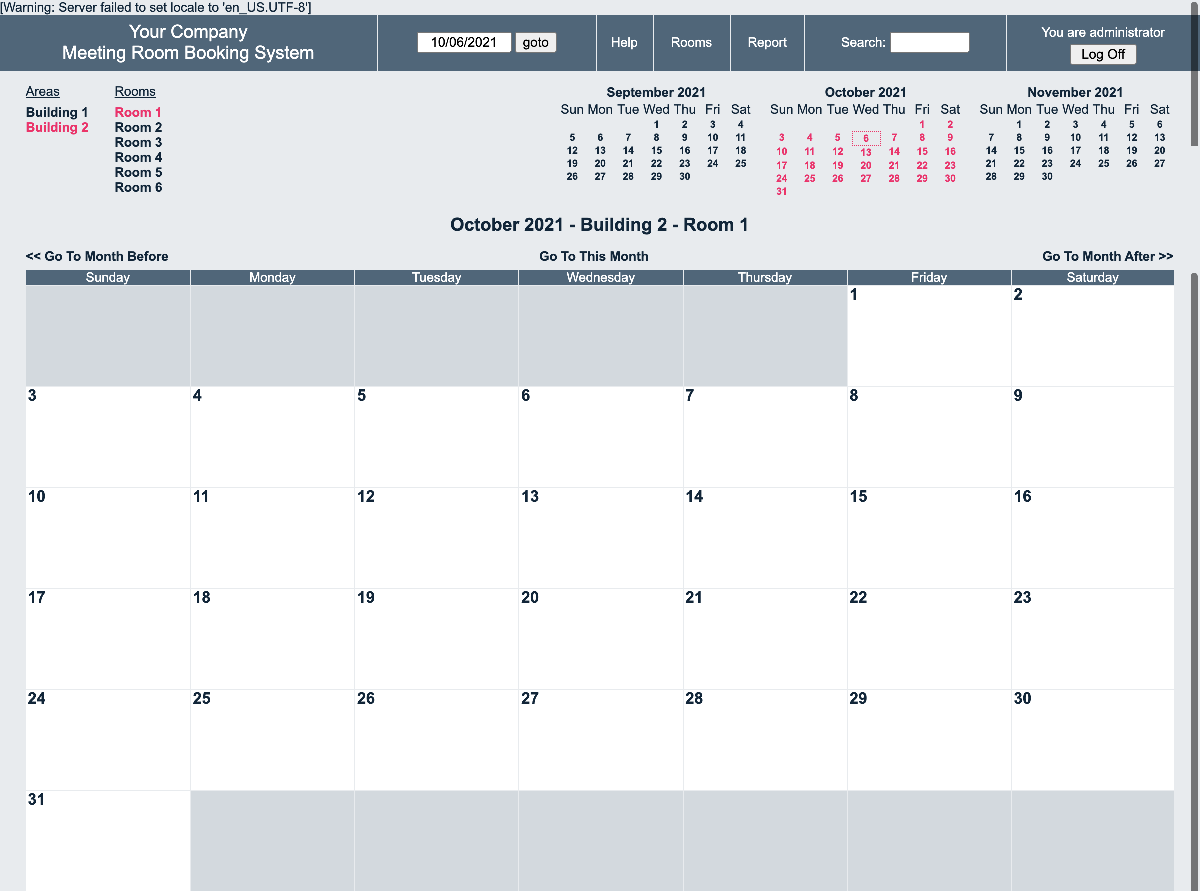 [Warning: Server failed to set locale to 'en_US.UTF-8']
Your Company
Meeting Room Booking System
10/06/2021 goto
Help
Rooms
Report
Search:
You are administrator
Log Off
Areas
Building 1
Building 2
Rooms
Room 1
Room 2
Room 3
Room 4
Room 5
Room 6
September 2021
Sun Mon Tue Wed Thu Fri Sat
1 2 3 4
5 6 7 8 9 10 11
12 13 14 15 16 17 18
19 20 21 22 23 24 25
26 27 28 29 30
October 2021
Sun Mon Tue Wed Thu Fri Sat
1 2
3 4 5 6 7 8 9
10 11 12 13 14 15 16
17 18 19 20 21 22 23
24 25 26 27 28 29 30
31
November 2021
Sun Mon Tue Wed Thu Fri Sat
1 2 3 4 5 6
7 8 9 10 11 12 13
14 15 16 17 18 19 20
21 22 23 24 25 26 27
28 29 30
October 2021 - Building 2 - Room 1
<< Go To Month Before Go To This Month Go To Month After >>
Sunday Monday Tuesday Wednesday Thursday Friday Saturday
1 2
3 4 5 6 7 8 9
10 11 12 13 14 15 16
17 18 19 20 21 22 23
24 25 26 27 28 29 30
31